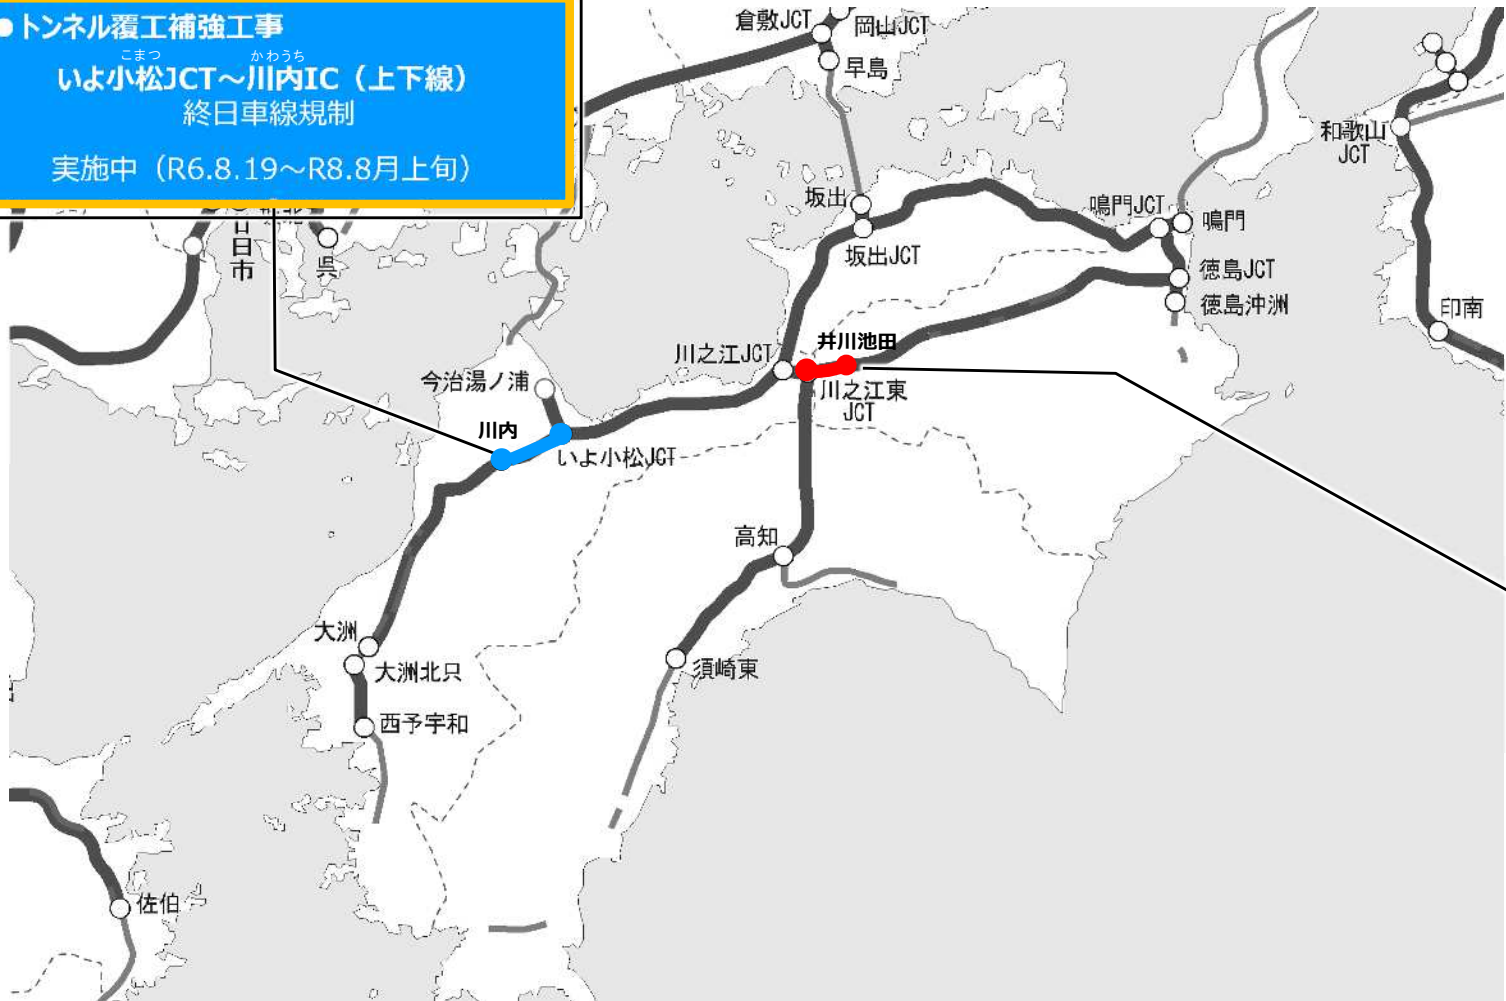 ●トンネル覆工補強工事
こまつ かわうち
いよ小松JCT～川内IC（上下線）
終日車線規制
実施中（R6.8.19～R8.8月上旬）
倉敷JCT
岡山JCT
早島
和歌山
JCT
坂出
坂出JCT
鳴門JCT
鳴門
徳島JCT
徳島沖洲
印南
日市
呉
川之江JCT
井川池田
川之江東
JCT
今治湯ノ浦
川内
いよ小松JCT
高知
大洲
大洲北只
須崎東
西予宇和
佐伯